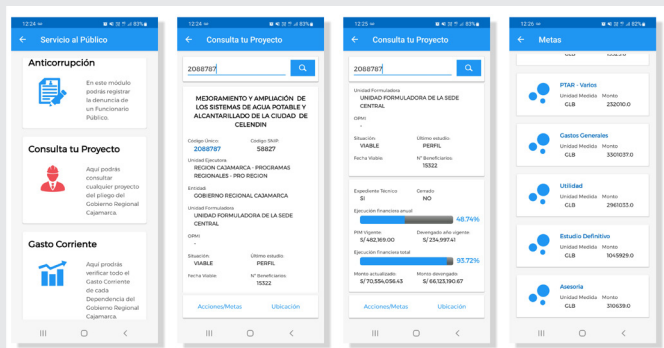 12:24
83%
Servicio al Público
Anticorrupción
En este módulo
podrás registrar
la denuncia de
un Funcionario
Público.
Consulta tu Proyecto
Aquí podrás
consultar
cualquier proyecto
del pliego del
Gobierno Regional
Cajamarca.
Gasto Corriente
Aquí podrás
verificar todo el
Gasto Corriente
de cada
Dependencia del
Gobierno Regional
Cajamarca.
12:24
83%
Consulta tu Proyecto
2088787
MEJORAMIENTO Y AMPLIACIÓN DE
LOS SISTEMAS DE AGUA POTABLE Y
ALCANTARILLADO DE LA CIUDAD DE
CELENDIN
Código Único: Código SNIP:
2088787 58827
Unidad Ejecutora:
REGION CAJAMARCA - PROGRAMAS
REGIONALES - PRO REGION
Entidad:
GOBIERNO REGIONAL CAJAMARCA
Unidad Formuladora
UNIDAD FORMULADORA DE LA SEDE
CENTRAL
OPMI
-
Situación: Último estudio:
VIABLE PERFIL
Fecha Viable: N° Beneficiarios
15322
Acciones/Metas Ubicación
12:25
83%
Consulta tu Proyecto
2088787
Unidad Formuladora
UNIDAD FORMULADORA DE LA SEDE
CENTRAL
OPMI
-
Situación: Último estudio:
VIABLE PERFIL
Fecha Viable: N° Beneficiarios
15322
Expediente Técnico Cerrado
SI NO
Ejecución Financiera anual
48.74%
PIM Vigente: Devengado año vigente
S/ 482,169.00 S/ 234,997.41
Ejecución financiera total
93.72%
Monto actualizado: Monto devengado:
S/ 70,554,056.43 S/ 66,123,190.67
Acciones/Metas Ubicación
12:26
82%
Metas
GLB
PTAR - Varios
Unidad Medida Monto
GLB 232010.0
Gastos Generales
Unidad Medida Monto
GLB 3301037.0
Utilidad
Unidad Medida Monto
GLB 2961033.0
Estudio Definitivo
Unidad Medida Monto
GLB 1045929.0
Asesoria
Unidad Medida Monto
GLB 310639.0